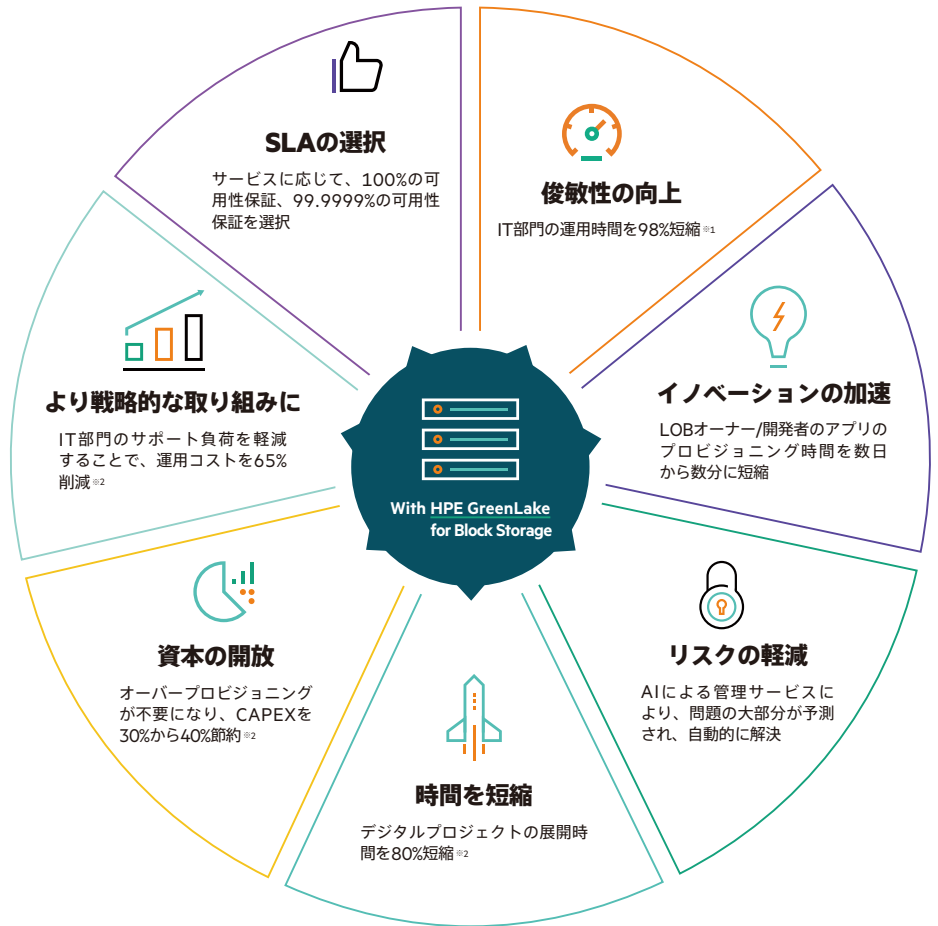 SLAの選択
サービスに応じて、100%の可
用性保証、99.9999%の可用性
保証を選択
俊敏性の向上
IT部門の運用時間を98%短縮※1
イノベーションの加速
LOBオーナー/開発者のアプリの
プロビジョニング時間を数日
から数分に短縮
より戦略的な取り組みに
IT部門のサポート負荷を軽減
することで、運用コストを65%
削減※2
With HPE GreenLake
for Block Storage
リスクの軽減
AIによる管理サービスに
より、問題の大部分が予測
され、自動的に解決
資本の開放
オーバープロビジョニング
が不要になり、CAPEXを
30%から40%節約※2
時間を短縮
デジタルプロジェクトの展開時
間を80%短縮※2